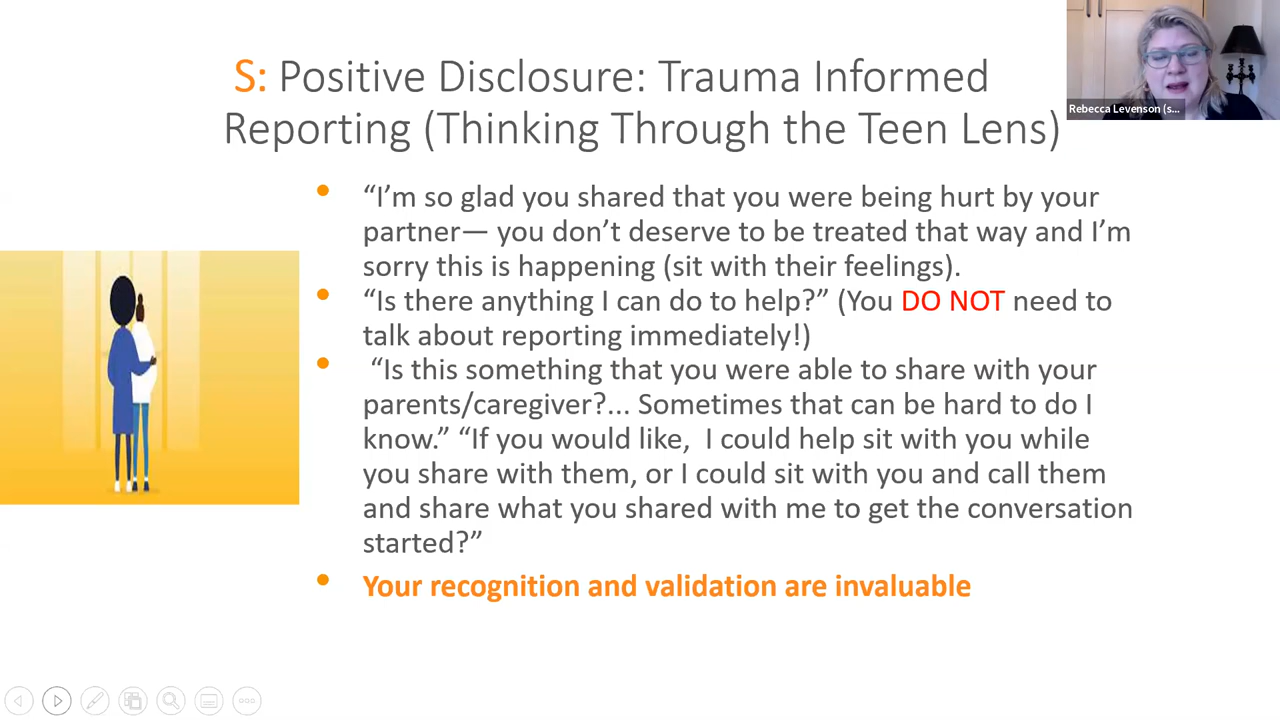 S: Positive Disclosure: Trauma Informed
Reporting (Thinking Through the Teen Lens)
Rebecca Levenson (s...
• “I’m so glad you shared that you were being hurt by your
partner— you don’t deserve to be treated that way and I’m
sorry this is happening (sit with their feelings).
• “Is there anything I can do to help?” (You DO NOT need to
talk about reporting immediately!)
• “Is this something that you were able to share with your
parents/caregiver?... Sometimes that can be hard to do I
know.” “If you would like, I could help sit with you while
you share with them, or I could sit with you and call them
and share what you shared with me to get the conversation
started?”
• Your recognition and validation are invaluable